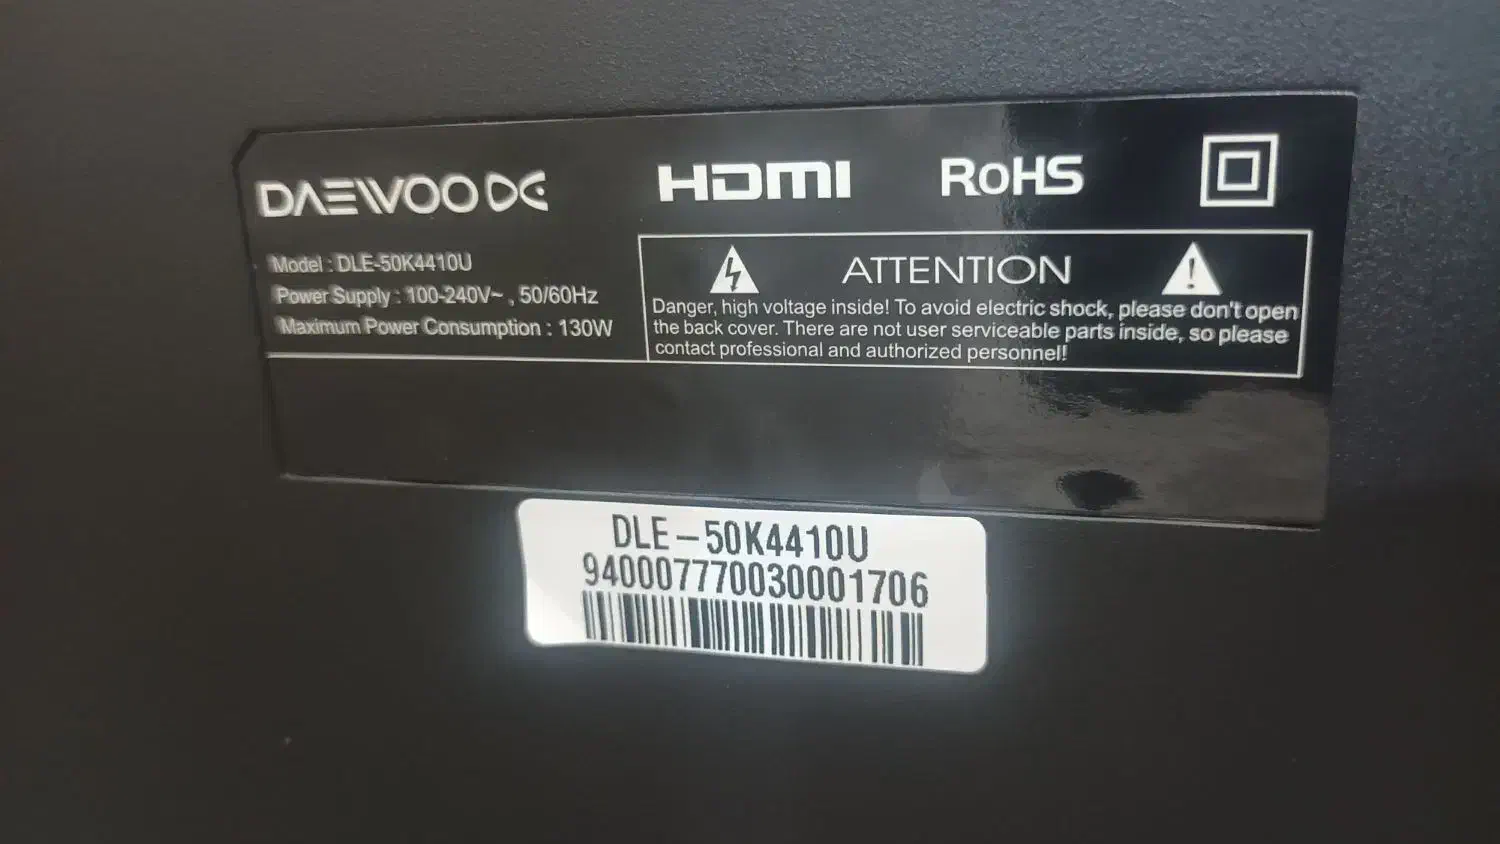 DAEWOO DE
HDMI
RoHS
Model : DLE-50K4410U
Power Supply : 100-240V~ , 50/60Hz
Maximum Power Consumption : 130W
ATTENTION
Danger, high voltage inside! To avoid electric shock, please don't open
the back cover. There are not user serviceable parts inside, so please
contact professional and authorized personnel!
DLE-50K4410U
940007770030001706